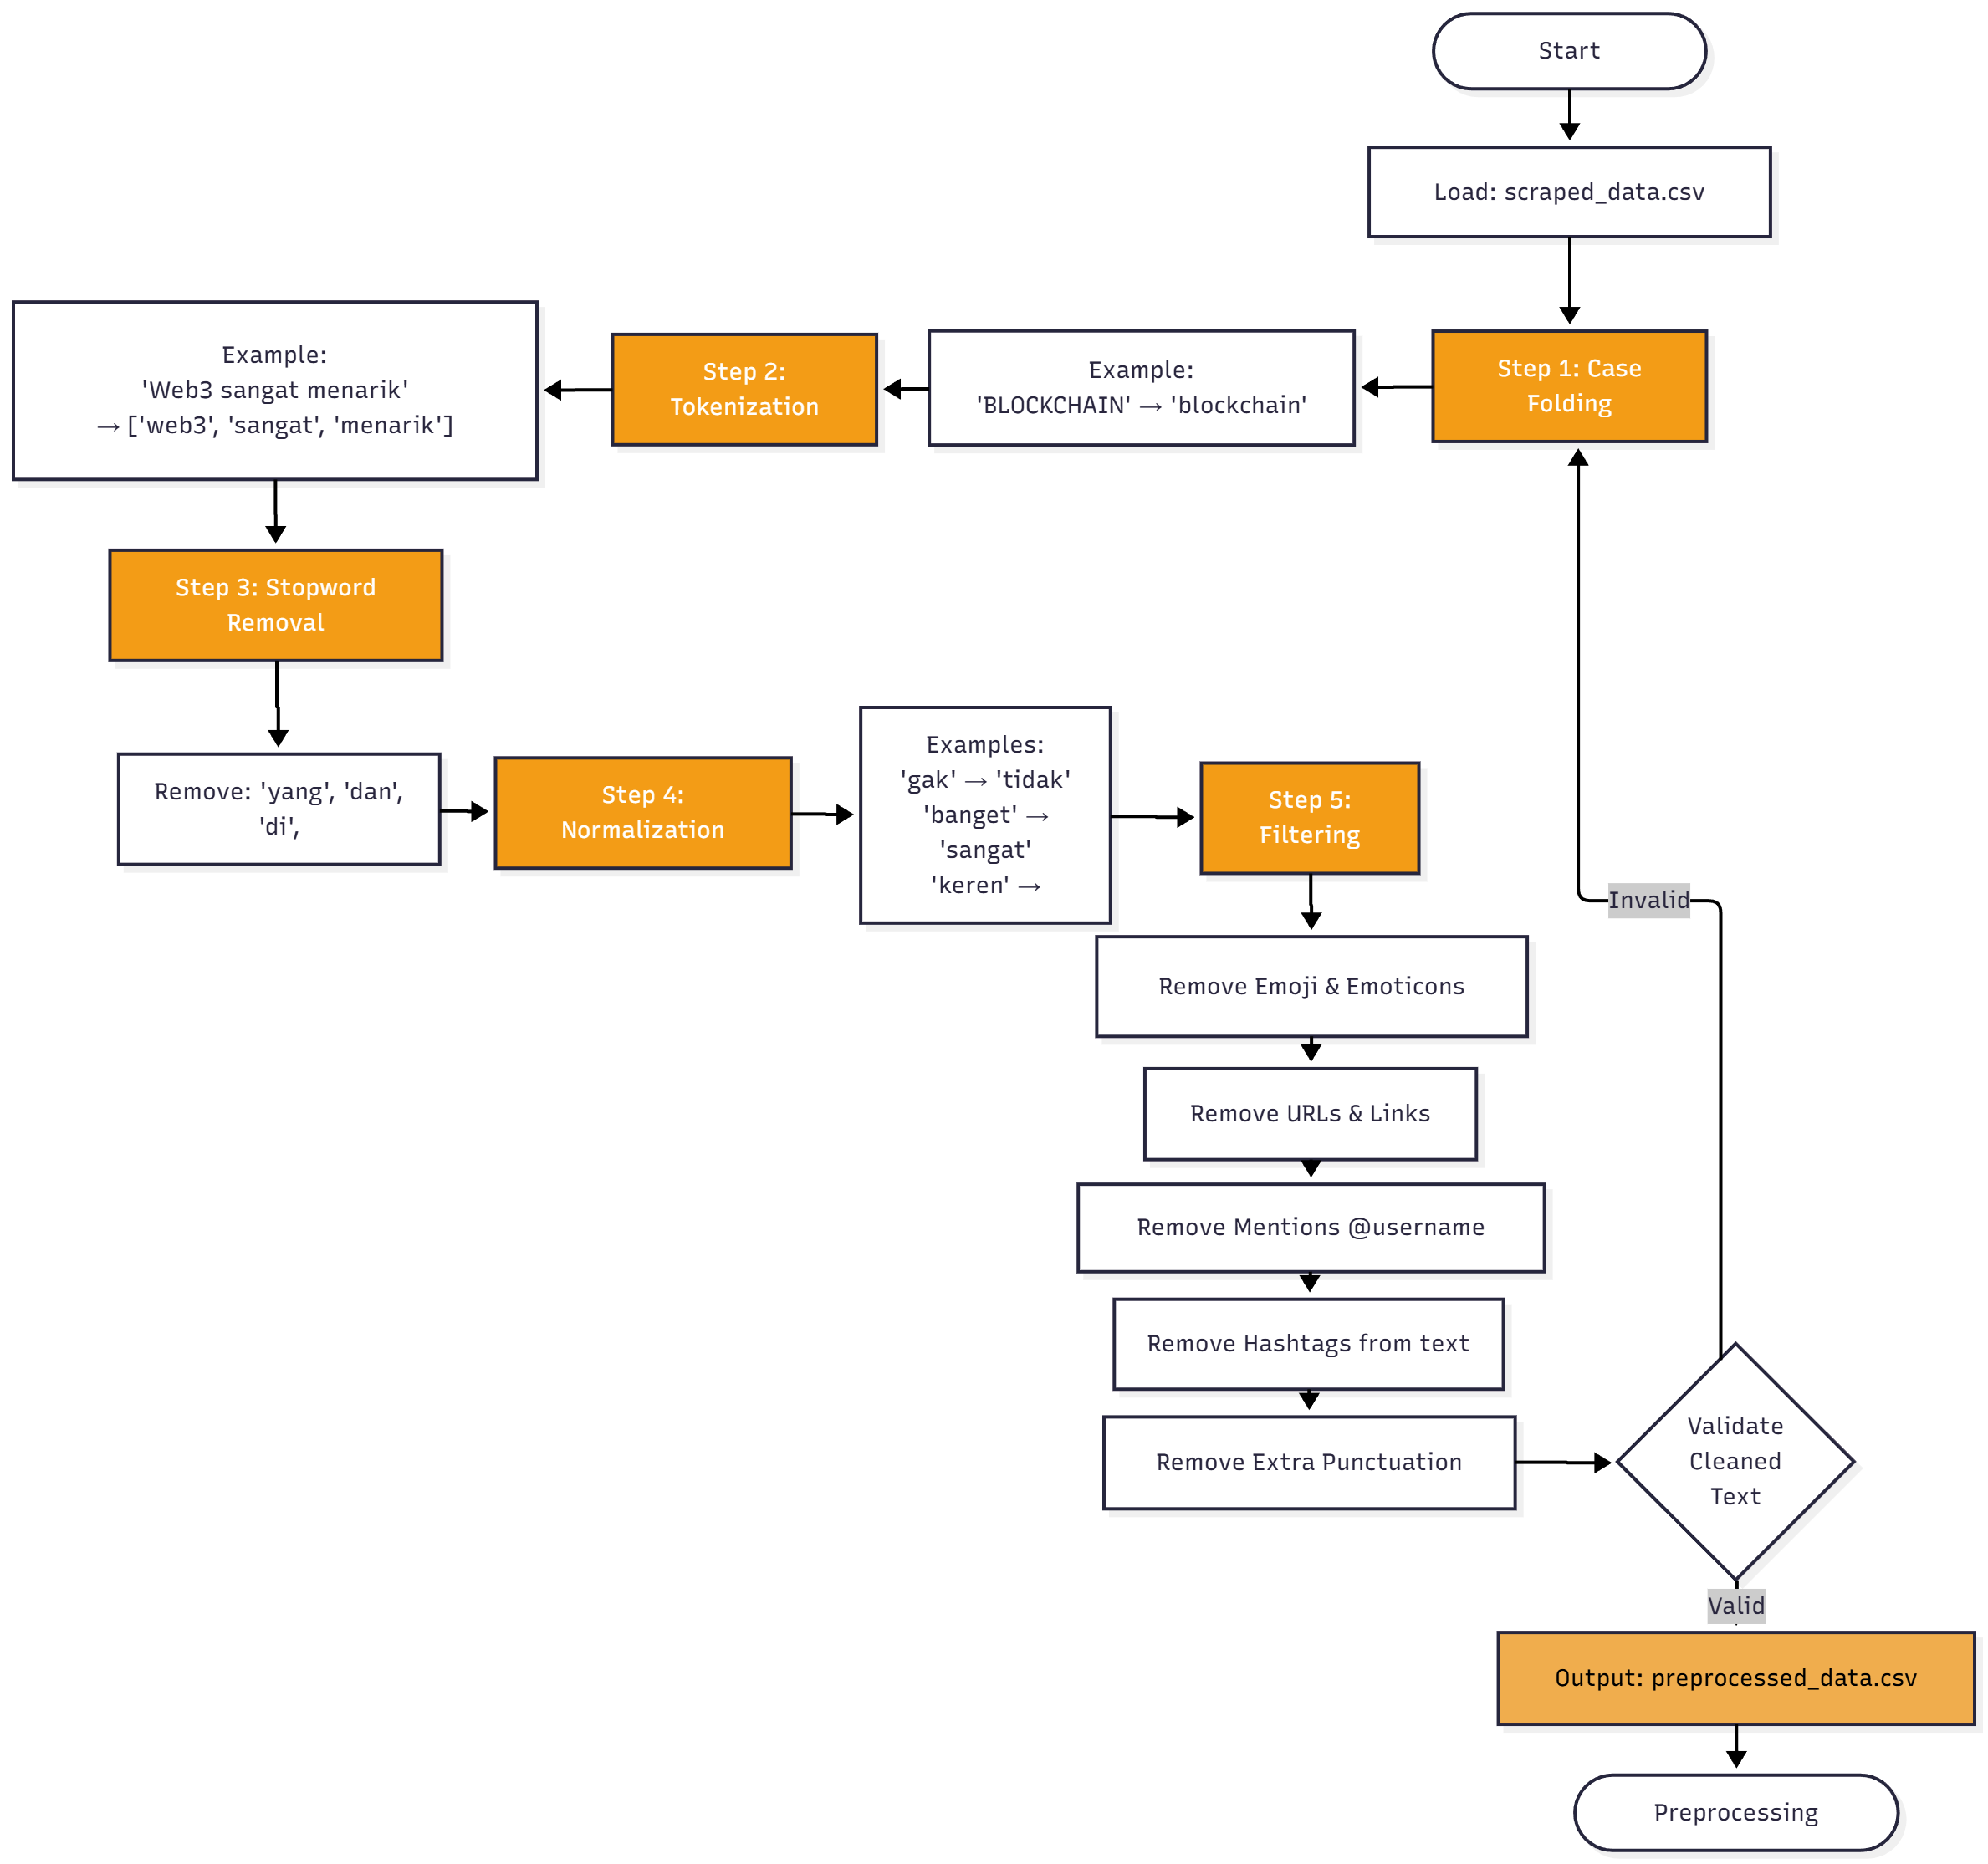 Start
Load: scraped_data.csv
Step 1: Case
Folding
Example:
'BLOCKCHAIN' → 'blockchain'
Step 2:
Tokenization
Example:
'Web3 sangat menarik'
→ ['web3', 'sangat', 'menarik']
Step 3: Stopword
Removal
Remove: 'yang', 'dan',
'di',
Step 4:
Normalization
Examples:
'gak' → 'tidak'
'banget' →
'sangat'
'keren' →
Step 5:
Filtering
Remove Emoji & Emoticons
Remove URLs & Links
Remove Mentions @username
Remove Hashtags from text
Remove Extra Punctuation
Validate
Cleaned
Text
Invalid
Valid
Output: preprocessed_data.csv
Preprocessing